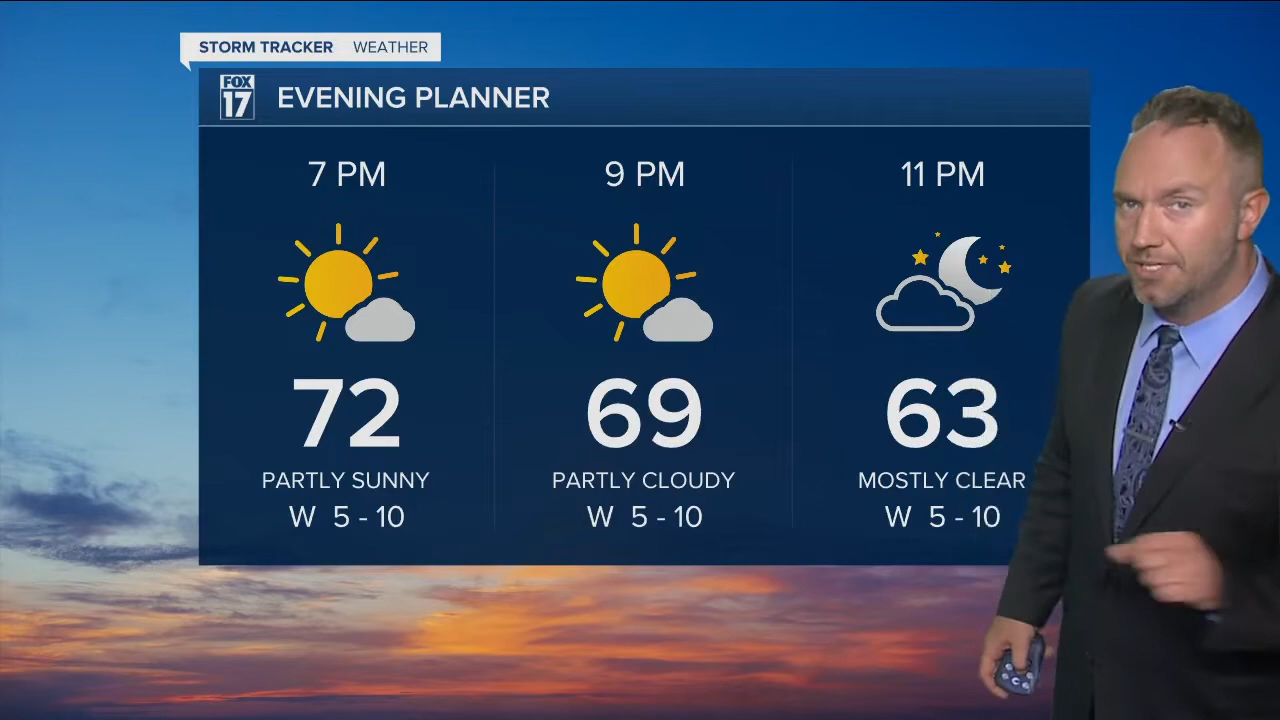 STORM TRACKER WEATHER
FOX
17
EVENING PLANNER
7 PM
9 PM
11 PM
72
69
63
PARTLY SUNNY
PARTLY CLOUDY
MOSTLY CLEAR
W 5 - 10
W 5 - 10
W 5 - 10